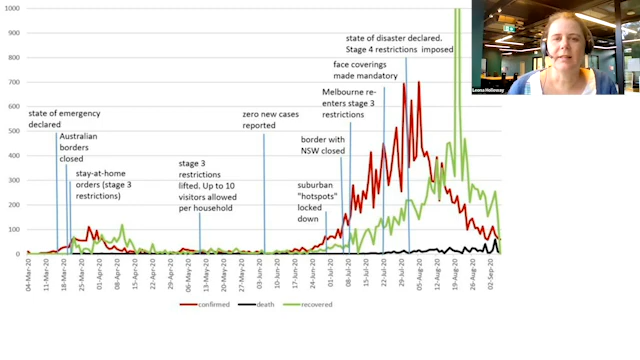 1000
900
800
700
600
500
400
300
200
100
0
state of emergency
declared
Australian
borders
closed
stay-at-home
orders (stage 3
restrictions)
stage 3
restrictions
lifted. Up to 10
visitors allowed
per household
zero new cases
reported
suburban
"hotspots"
locked
down
border with
NSW closed
Melbourne re-
enters stage 3
restrictions
face coverings
made mandatory
state of disaster declared.
Stage 4 restrictions imposed
04-Mar-20
11-Mar-20
18-Mar-20
25-Mar-20
01-Apr-20
08-Apr-20
15-Apr-20
22-Apr-20
29-Apr-20
06-May-20
13-May-20
20-May-20
27-May-20
03-Jun-20
10-Jun-20
17-Jun-20
24-Jun-20
01-Jul-20
08-Jul-20
15-Jul-20
22-Jul-20
29-Jul-20
05-Aug-20
12-Aug-20
19-Aug-20
26-Aug-20
02-Sep-20
confirmed
death
recovered
Leona Holloway